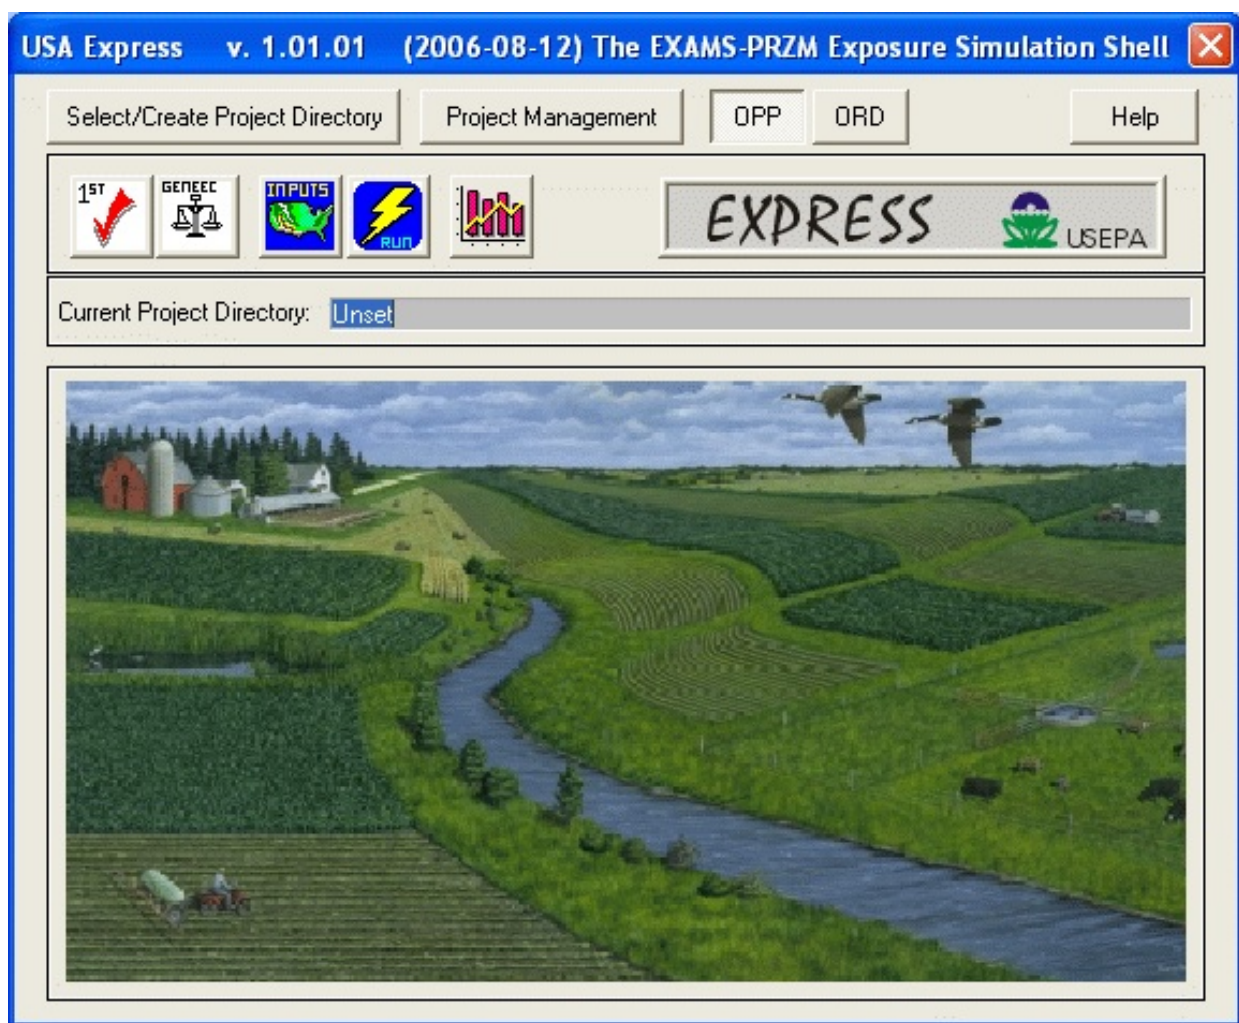 USA Express v. 1.01.01 (2006-08-12) The EXAMS-PRZM Exposure Simulation Shell
Select/Create Project Directory Project Management OPP ORD Help
1ST GENEEC INPUTS RUN EXPRESS USEPA
Current Project Directory: Unset